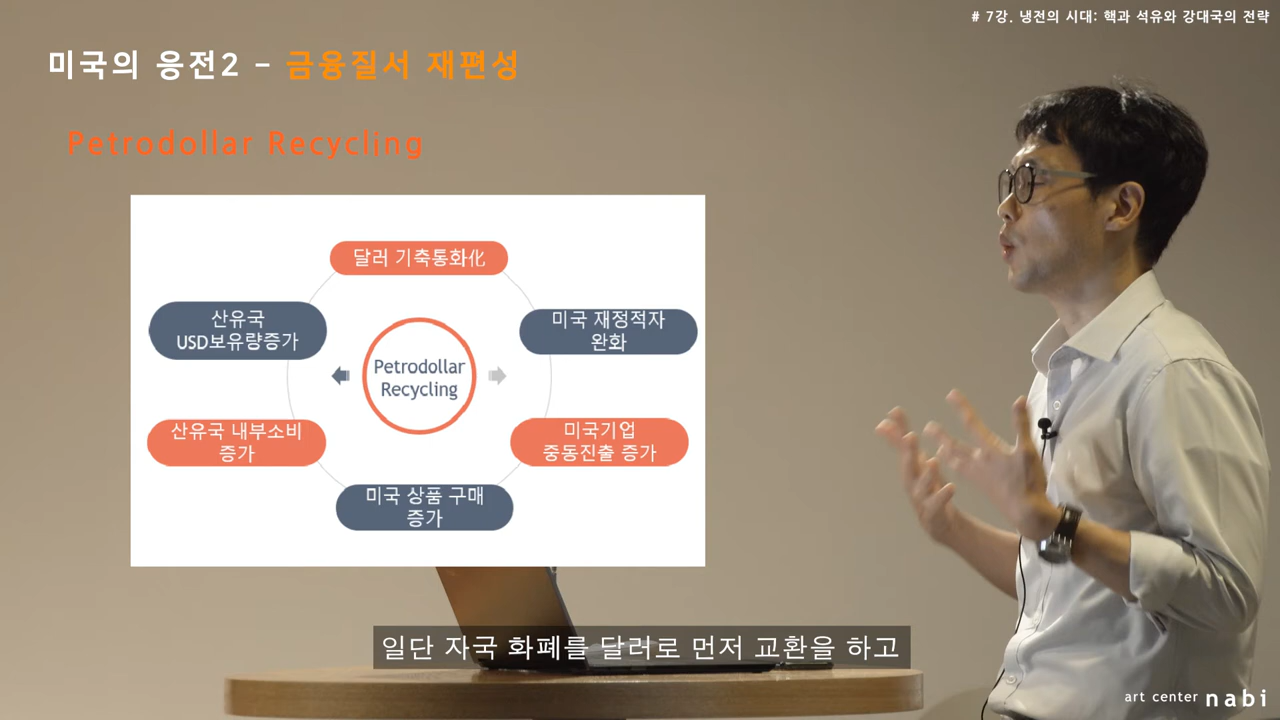 # 7강. 냉전의 시대: 핵과 석유와 강대국의 전략
미국의 응전2 - 금융질서 재편성
Petrodollar Recycling
달러 기축통화化
산유국
USD보유량증가
미국 재정적자
완화
Petrodollar
Recycling
산유국 내부소비
증가
미국기업
중동진출 증가
미국 상품 구매
증가
일단 자국 화폐를 달러로 먼저 교환을 하고
art center nabi